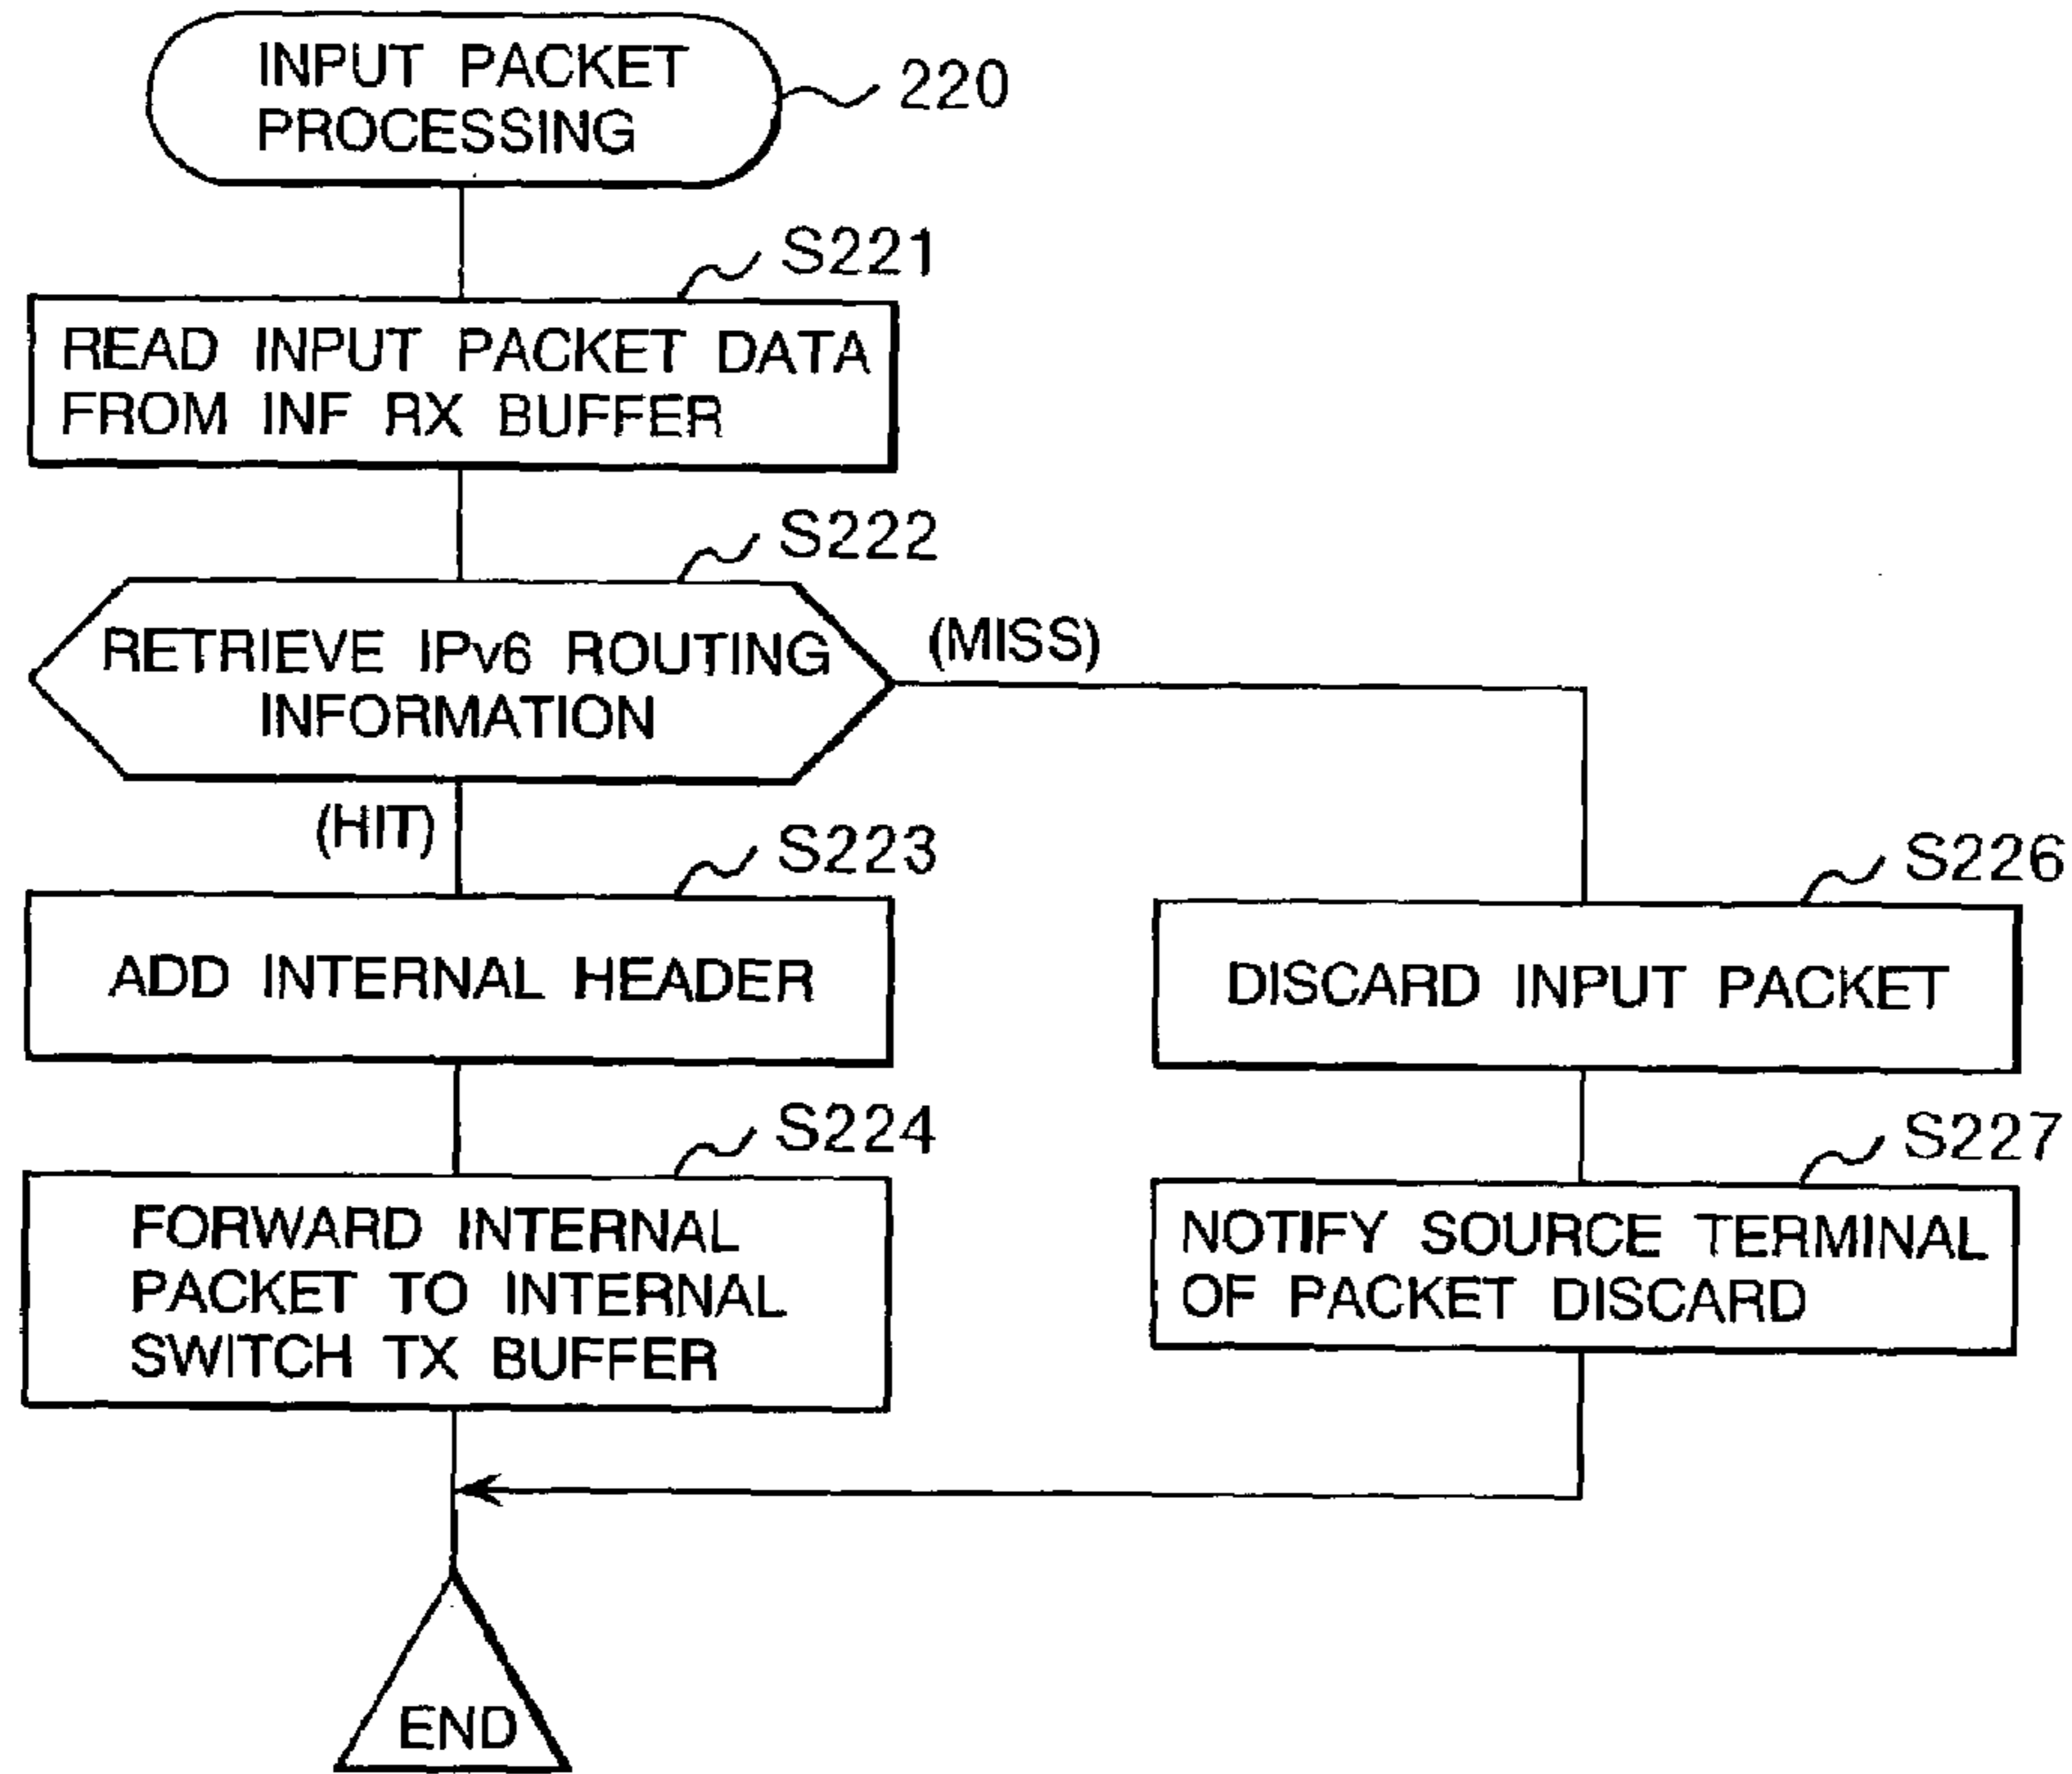 INPUT PACKET
PROCESSING
220
S221
READ INPUT PACKET DATA
FROM INF RX BUFFER
S222
RETRIEVE IPv6 ROUTING
INFORMATION
(MISS)
(HIT)
S223
ADD INTERNAL HEADER
S224
FORWARD INTERNAL
PACKET TO INTERNAL
SWITCH TX BUFFER
S226
DISCARD INPUT PACKET
S227
NOTIFY SOURCE TERMINAL
OF PACKET DISCARD
END